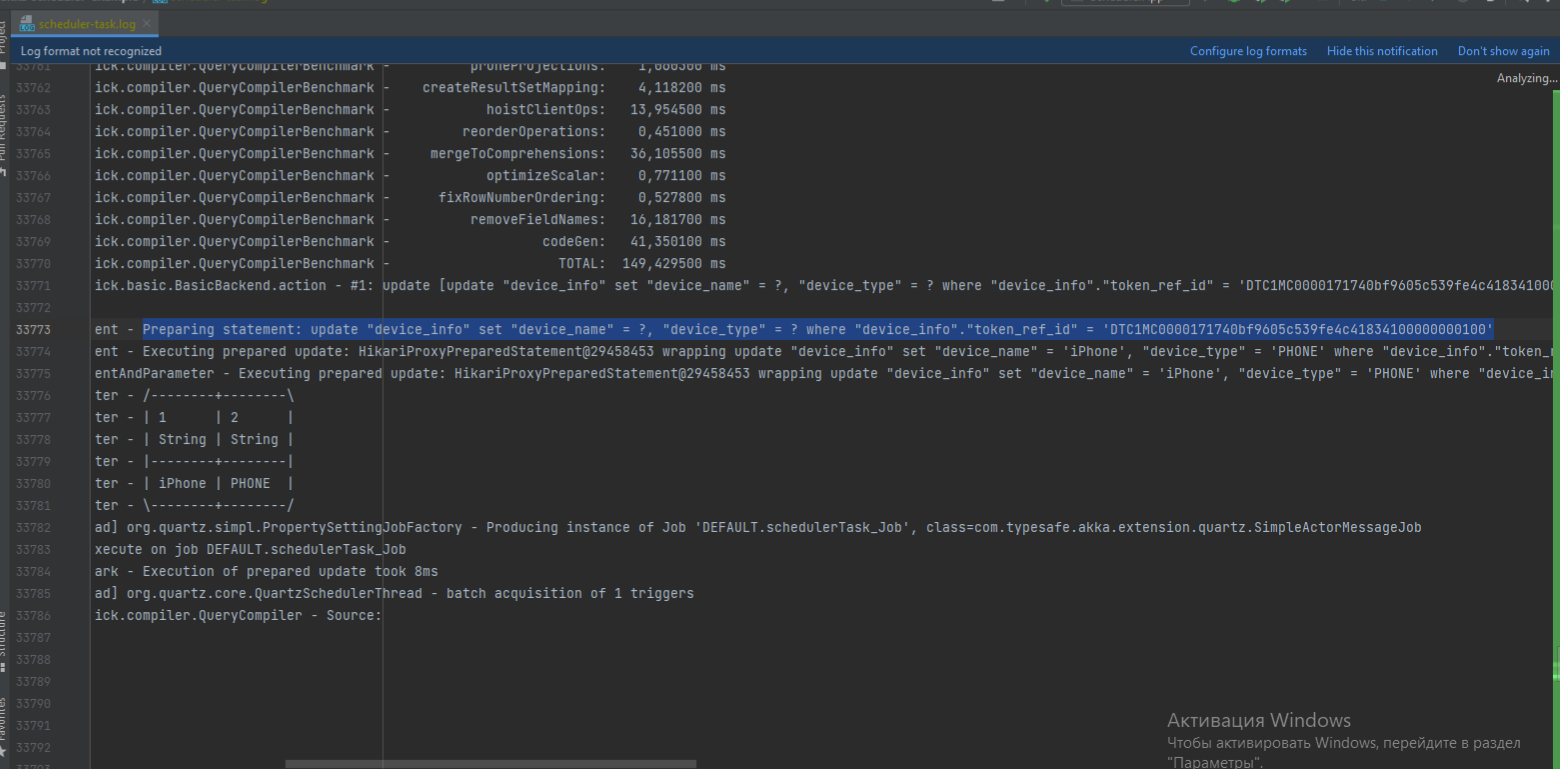 scheduler-task.log
Log format not recognized Configure log formats Hide this notification Don't show again
Analyzing...
33761 ick.compiler.QueryCompilerBenchmark - pruneProjections: 1,686300 ms
33762 ick.compiler.QueryCompilerBenchmark - createResultSetMapping: 4,118200 ms
33763 ick.compiler.QueryCompilerBenchmark - hoistClientOps: 13,954500 ms
33764 ick.compiler.QueryCompilerBenchmark - reorderOperations: 0,451000 ms
33765 ick.compiler.QueryCompilerBenchmark - mergeToComprehensions: 36,105500 ms
33766 ick.compiler.QueryCompilerBenchmark - optimizeScalar: 0,771100 ms
33767 ick.compiler.QueryCompilerBenchmark - fixRowNumberOrdering: 0,527800 ms
33768 ick.compiler.QueryCompilerBenchmark - removeFieldNames: 16,181700 ms
33769 ick.compiler.QueryCompilerBenchmark - codeGen: 41,350100 ms
33770 ick.compiler.QueryCompilerBenchmark - TOTAL: 149,429500 ms
33771 ick.basic.BasicBackend.action - #1: update [update "device_info" set "device_name" = ?, "device_type" = ? where "device_info"."token_ref_id" = 'DTC1MC0000171740bf9605c539fe4c418341000
33772
33773 ent - Preparing statement: update "device_info" set "device_name" = ?, "device_type" = ? where "device_info"."token_ref_id" = 'DTC1MC0000171740bf9605c539fe4c41834100000000100'
33774 ent - Executing prepared update: HikariProxyPreparedStatement@29458453 wrapping update "device_info" set "device_name" = 'iPhone', "device_type" = 'PHONE' where "device_info"."token_r
33775 entAndParameter - Executing prepared update: HikariProxyPreparedStatement@29458453 wrapping update "device_info" set "device_name" = 'iPhone', "device_type" = 'PHONE' where "device_in
33776 ter - /--------+--------\
33777 ter - | 1 | 2 |
33778 ter - | String | String |
33779 ter - |--------+--------|
33780 ter - | iPhone | PHONE |
33781 ter - \--------+--------/
33782 ad] org.quartz.simpl.PropertySettingJobFactory - Producing instance of Job 'DEFAULT.schedulerTask_Job', class=com.typesafe.akka.extension.quartz.SimpleActorMessageJob
33783 xecute on job DEFAULT.schedulerTask_Job
33784 ark - Execution of prepared update took 8ms
33785 ad] org.quartz.core.QuartzSchedulerThread - batch acquisition of 1 triggers
33786 ick.compiler.QueryCompiler - Source:
33787
33788
33789
33790
33791
33792
Активация Windows
Чтобы активировать Windows, перейдите в раздел
"Параметры".
Project
Pull Requests
Structure
Favorites